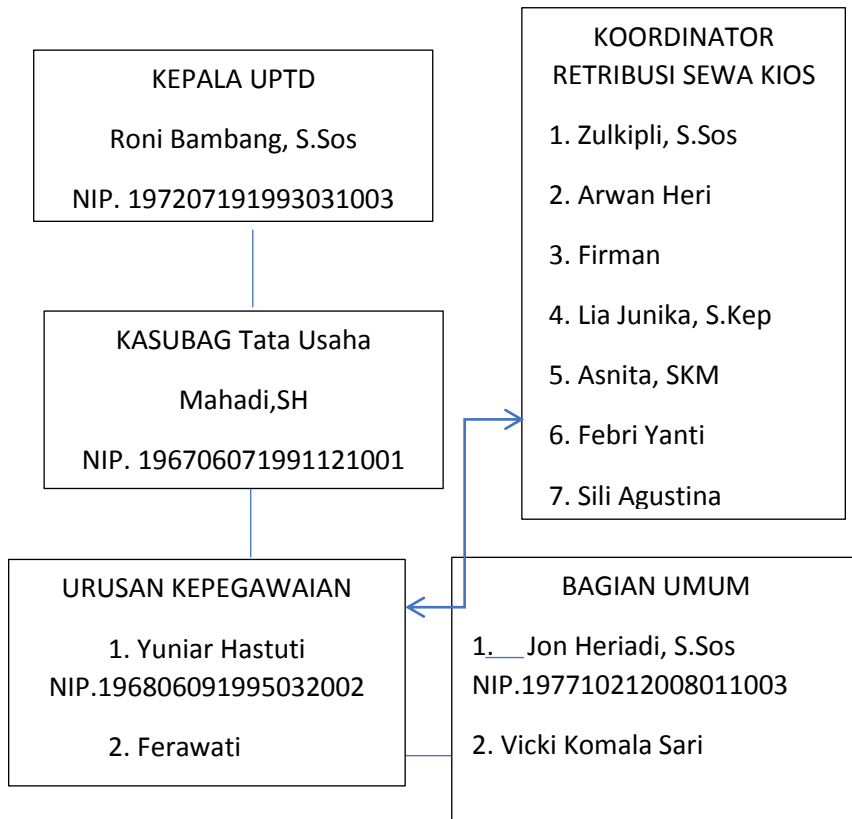 KEPALA UPTD
Roni Bambang, S.Sos
NIP. 197207191993031003
KOORDINATOR
RETRIBUSI SEWA KIOS
1. Zulkipli, S.Sos
2. Arwan Heri
3. Firman
4. Lia Junika, S.Kep
5. Asnita, SKM
6. Febri Yanti
7. Sili Agustina
KASUBAG Tata Usaha
Mahadi,SH
NIP. 196706071991121001
URUSAN KEPEGAWAIAN
1. Yuniar Hastuti
NIP.196806091995032002
2. Ferawati
BAGIAN UMUM
1. Jon Heriadi, S.Sos
NIP.197710212008011003
2. Vicki Komala Sari